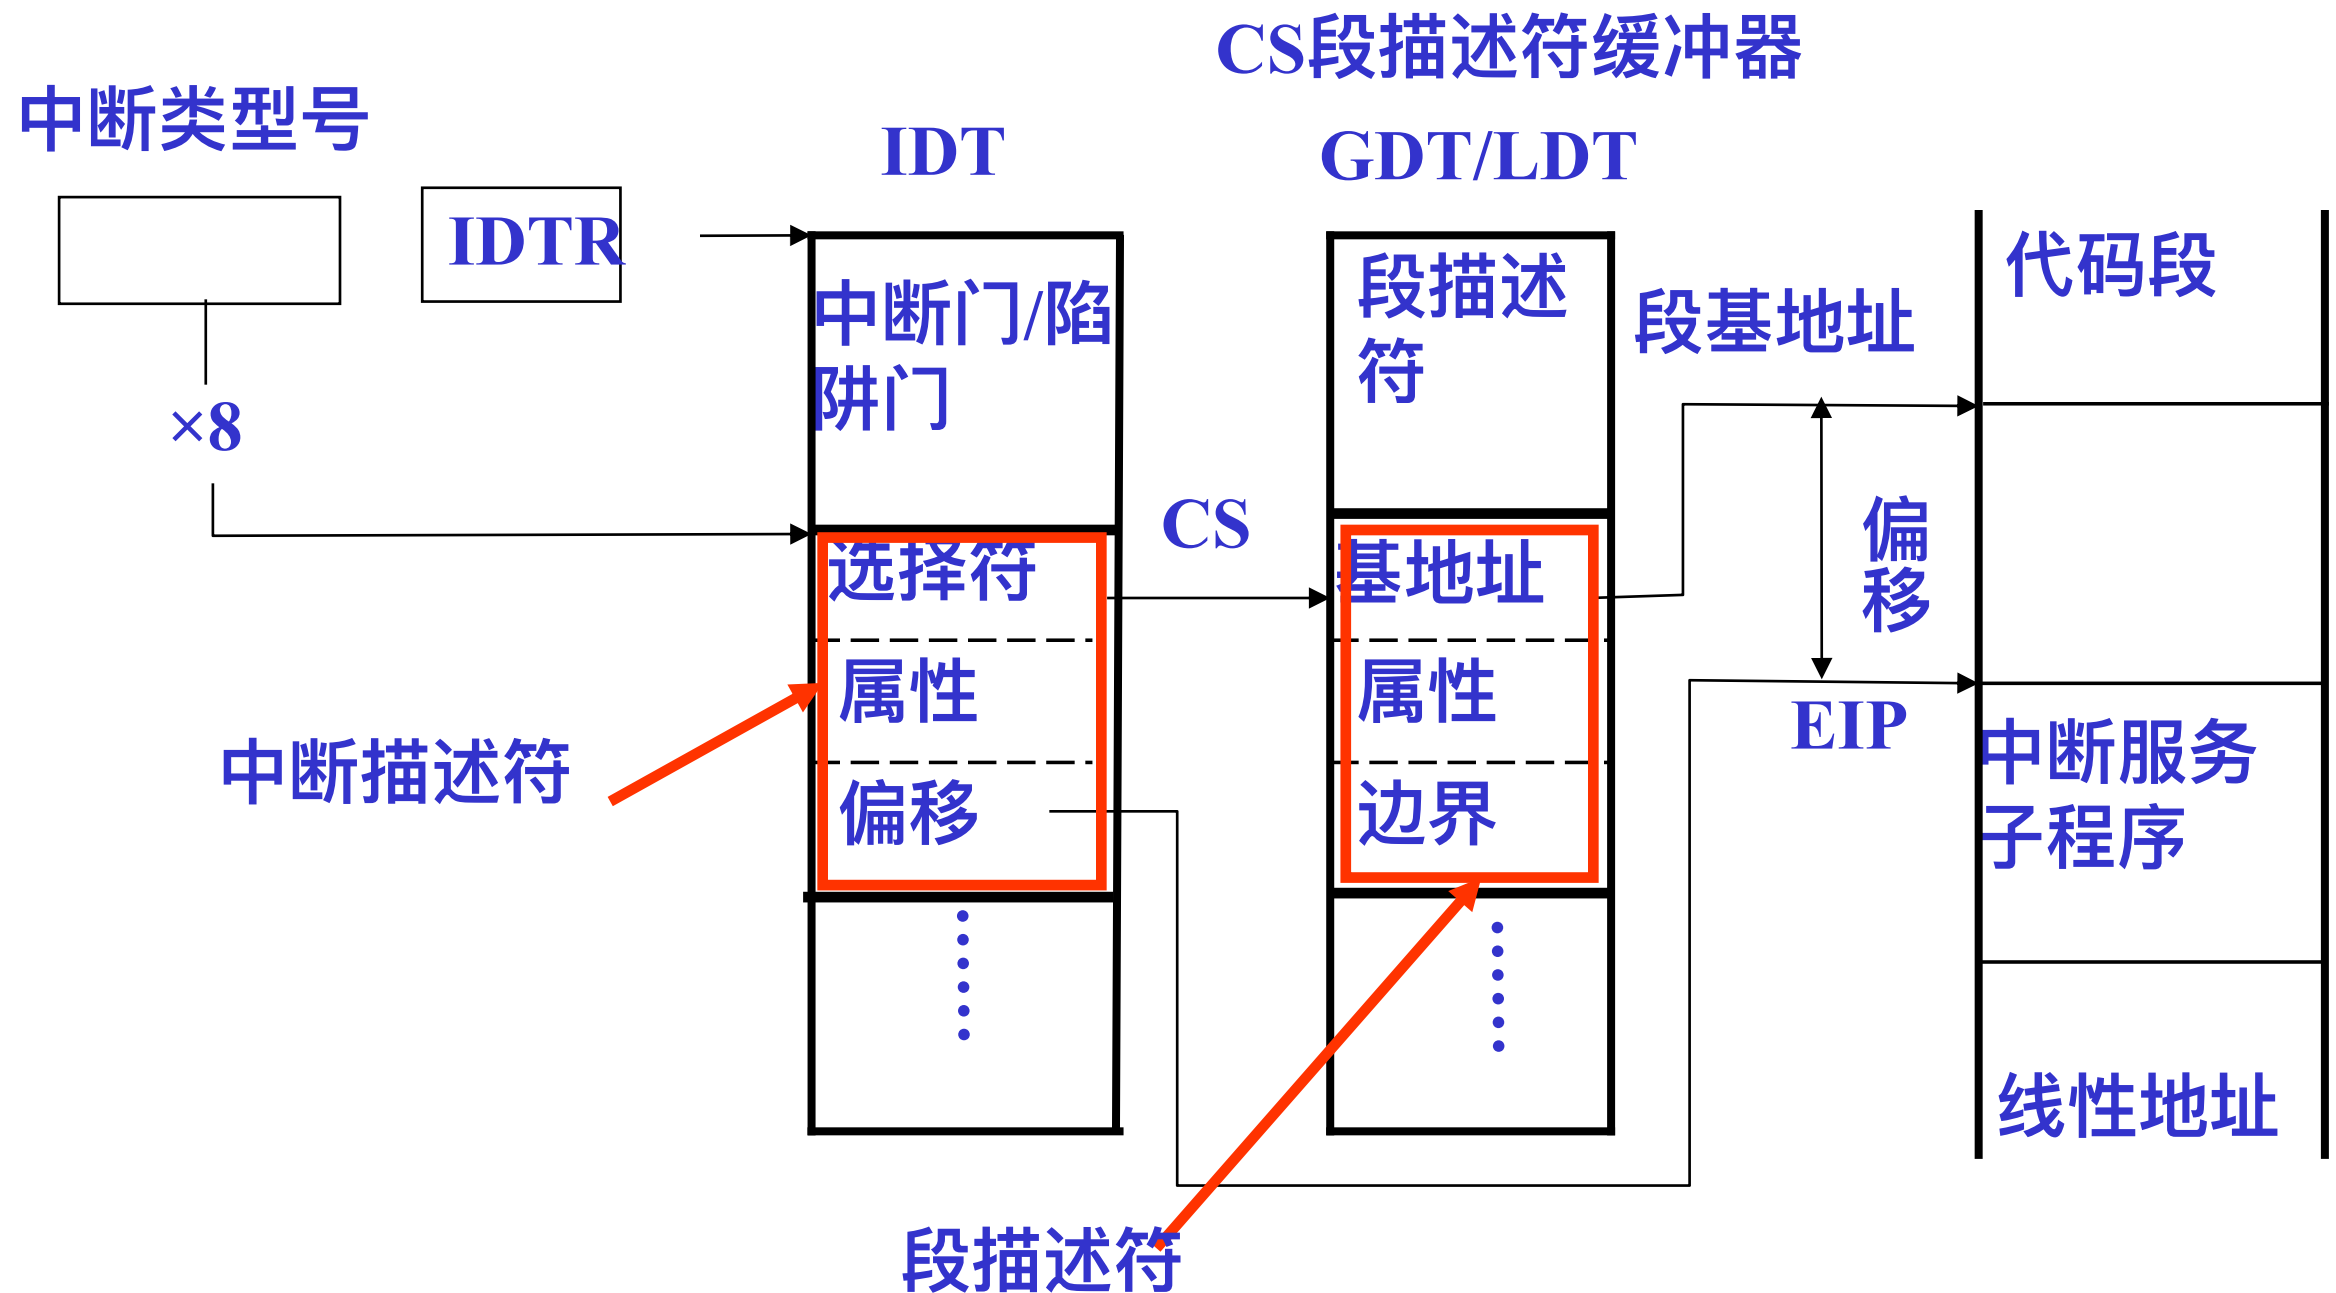 CS段描述符缓冲器
中断类型号
IDT
GDT/LDT
IDTR
×8
中断门/陷
阱门
选择符
属性
偏移
中断描述符
CS
段描述
符
基地址
属性
边界
段描述符
段基地址
偏
移
EIP
代码段
中断服务
子程序
线性地址